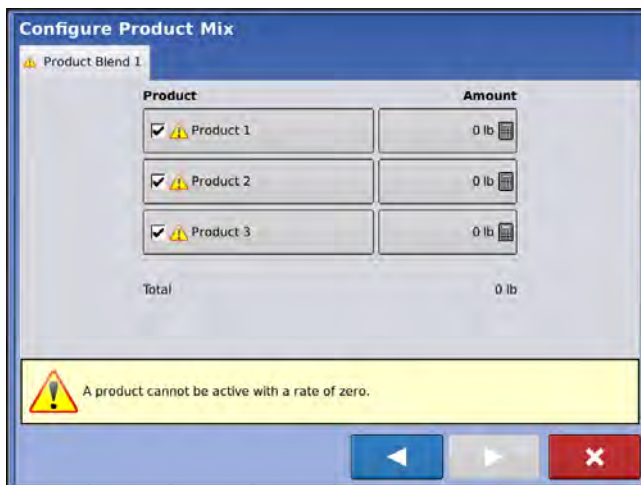 Configure Product Mix
Product Blend 1
Product Amount
Product 1 0 lb
Product 2 0 lb
Product 3 0 lb
Total 0 lb
A product cannot be active with a rate of zero.